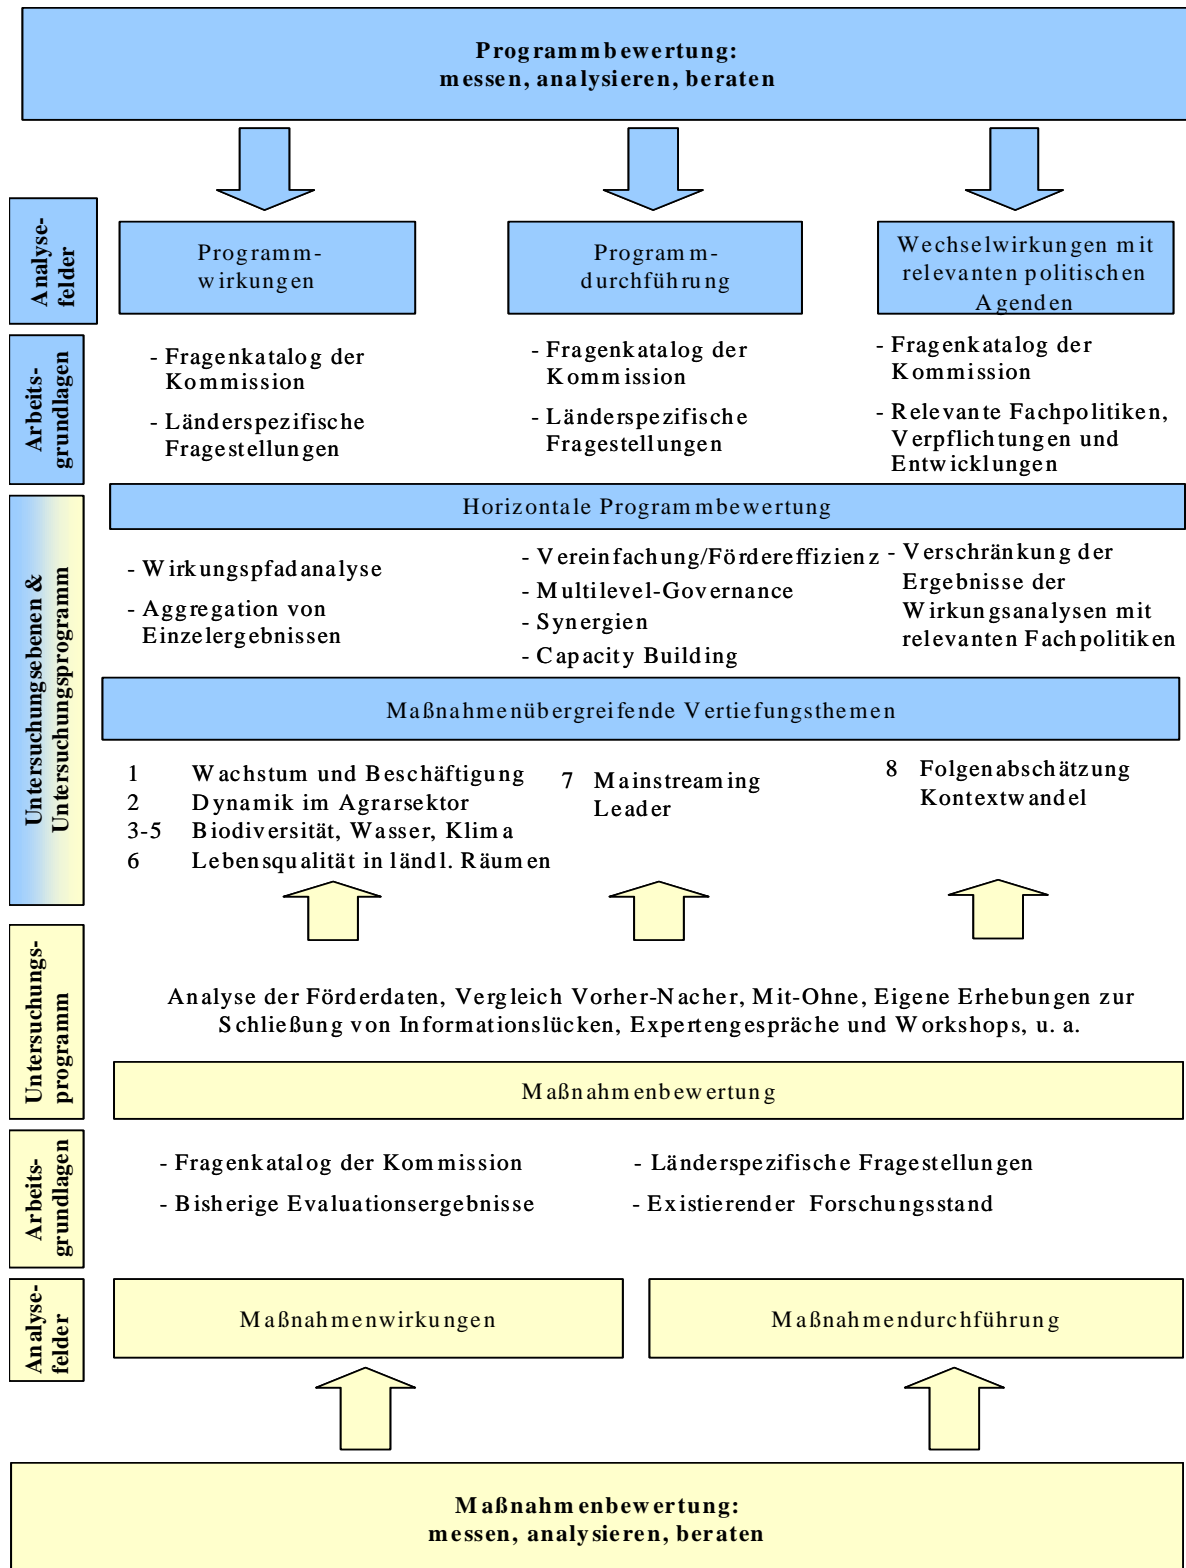 Programmbewertung:
messen, analysieren, beraten
Analyse-
felder
Programm-
wirkungen
Programm-
durchführung
Wechselwirkungen mit
relevanten politischen
Agenden
Arbeits-
grundlagen
- Fragenkatalog der
Kommission
- Länderspezifische
Fragestellungen
- Fragenkatalog der
Kommission
- Länderspezifische
Fragestellungen
- Fragenkatalog der
Kommission
- Relevante Fachpolitiken,
Verpflichtungen und
Entwicklungen
Untersuchungsebenen &
Untersuchungsprogramm
Horizontale Programmbewertung
- Wirkungspfadanalyse
- Aggregation von
Einzelergebnissen
- Vereinfachung/Fördereffizienz
- Multilevel-Governance
- Synergien
- Capacity Building
- Verschränkung der
Ergebnisse der
Wirkungsanalysen mit
relevanten Fachpolitiken
Maßnahmenübergreifende Vertiefungsthemen
1 Wachstum und Beschäftigung
2 Dynamik im Agrarsektor
3-5 Biodiversität, Wasser, Klima
6 Lebensqualität in ländl. Räumen
7 Mainstreaming
Leader
8 Folgenabschätzung
Kontextwandel
Untersuchungs-
programm
Analyse der Förderdaten, Vergleich Vorher-Nacher, Mit-Ohne, Eigene Erhebungen zur
Schließung von Informationslücken, Expertengespräche und Workshops, u. a.
Maßnahmenbewertung
Arbeits-
grundlagen
- Fragenkatalog der Kommission
- Bisherige Evaluationsergebnisse
- Länderspezifische Fragestellungen
- Existierender Forschungsstand
Analyse-
felder
Maßnahmenwirkungen
Maßnahmendurchführung
Maßnahmenbewertung:
messen, analysieren, beraten